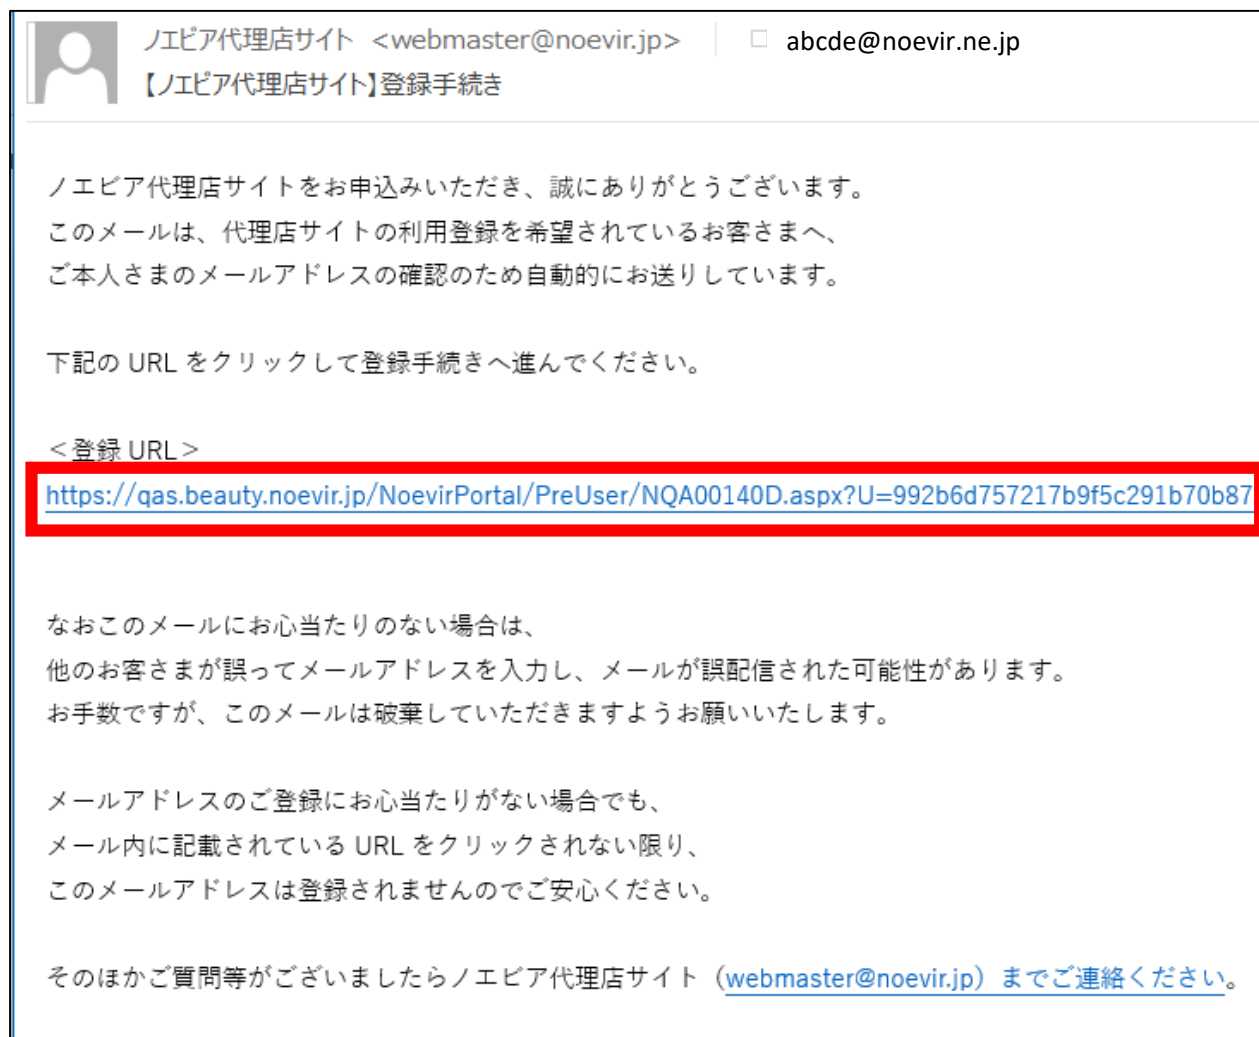 ノエビア代理店サイト <webmaster@noevir.jp> abcde@noevir.ne.jp
【ノエビア代理店サイト】登録手続き
ノエビア代理店サイトをお申込みいただき、誠にありがとうございます。
このメールは、代理店サイトの利用登録を希望されているお客さまへ、
ご本人さまのメールアドレスの確認のため自動的にお送りしています。
下記の URL をクリックして登録手続きへ進んでください。
＜登録 URL＞
https://qas.beauty.noevir.jp/NoevirPortal/PreUser/NQA00140D.aspx?U=992b6d757217b9f5c291b70b87
なおこのメールにお心当たりのない場合は、
他のお客さまが誤ってメールアドレスを入力し、メールが誤配信された可能性があります。
お手数ですが、このメールは破棄していただきますようお願いいたします。
メールアドレスのご登録にお心当たりがない場合でも、
メール内に記載されている URL をクリックされない限り、
このメールアドレスは登録されませんのでご安心ください。
そのほかご質問等がございましたらノエビア代理店サイト（webmaster@noevir.jp）までご連絡ください。